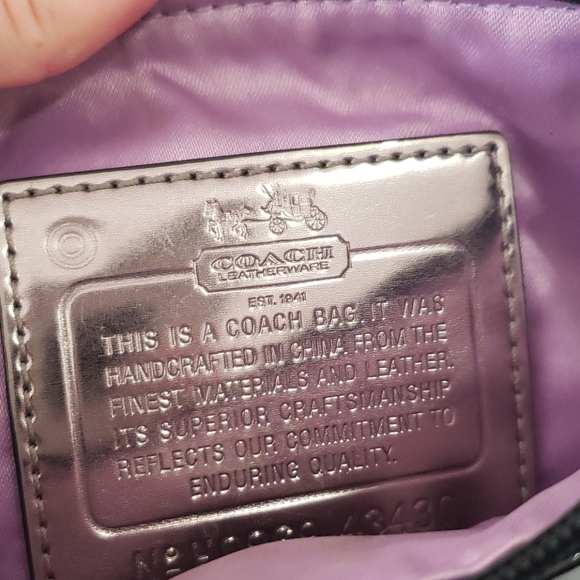 COACH
LEATHERWARE
EST. 1941
THIS IS A COACH BAG. IT WAS
HANDCRAFTED IN CHINA FROM THE
FINEST MATERIALS AND LEATHER.
ITS SUPERIOR CRAFTSMANSHIP
REFLECTS OUR COMMITMENT TO
ENDURING QUALITY.
Nº